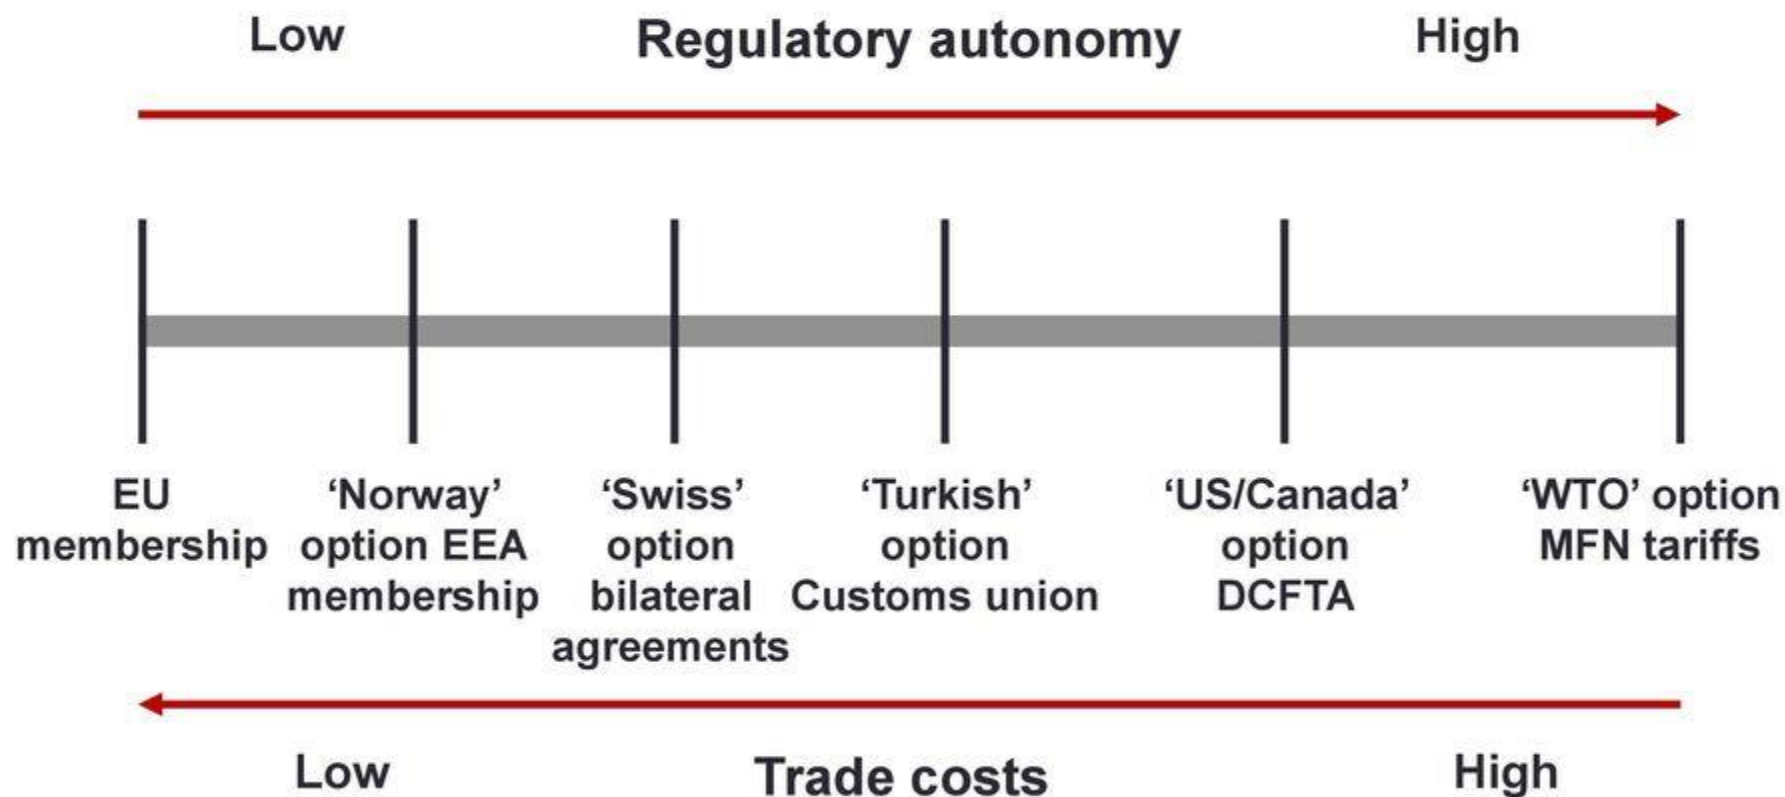 Low Regulatory autonomy High
EU membership
‘Norway’
option EEA
membership
‘Swiss’
option
bilateral
agreements
‘Turkish’
option
Customs union
‘US/Canada’
option
DCFTA
‘WTO’ option
MFN tariffs
Low Trade costs High